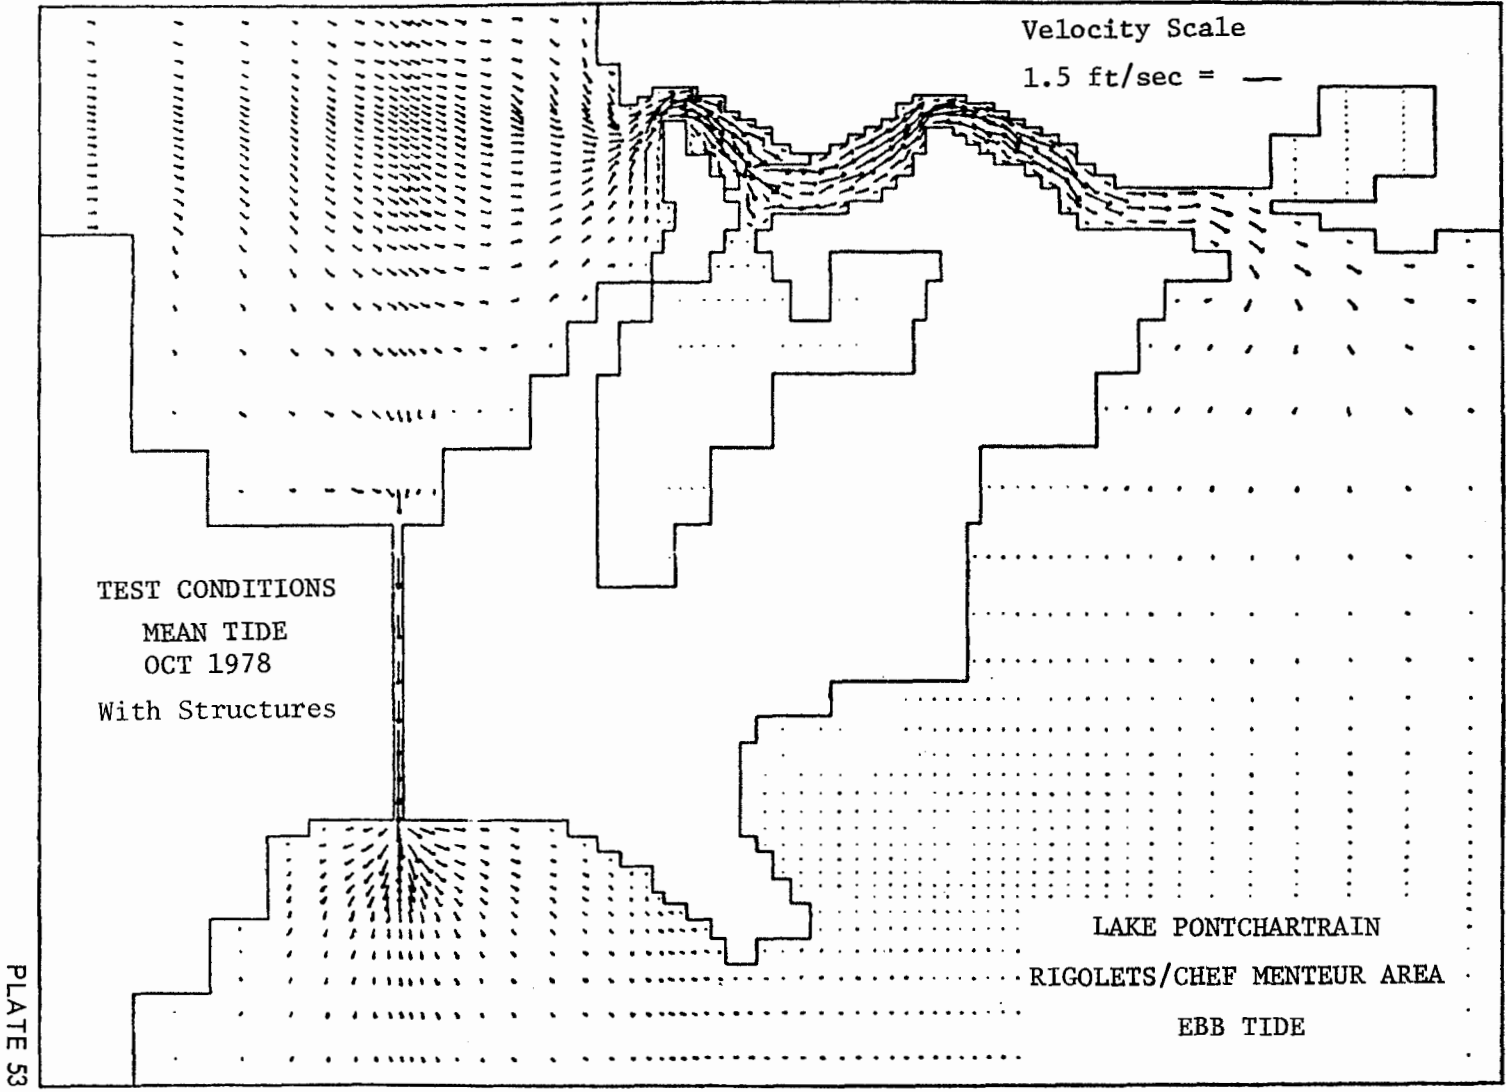 Velocity Scale
1.5 ft/sec =
TEST CONDITIONS
MEAN TIDE
OCT 1978
With Structures
LAKE PONTCHARTRAIN
RIGOLETS/CHEF MENTEUR AREA
EBB TIDE
PLATE 53